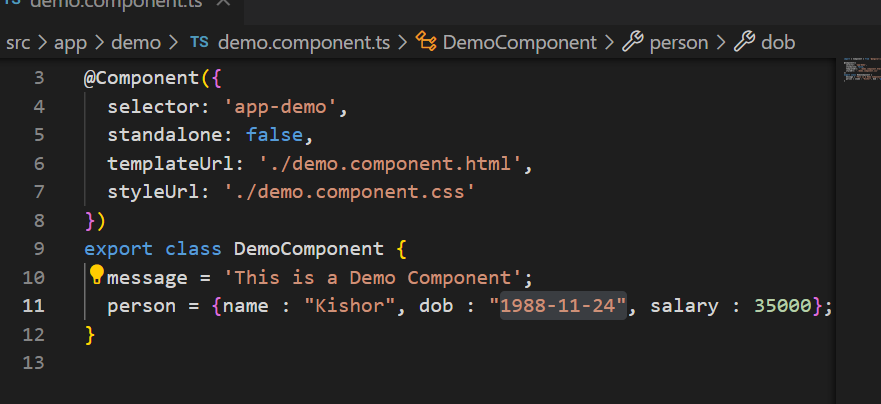 TS demo.component.ts ×
src > app > demo > TS demo.component.ts > DemoComponent > person > dob
3 @Component({
4 selector: 'app-demo',
5 standalone: false,
6 templateUrl: './demo.component.html',
7 styleUrl: './demo.component.css'
8 })
9 export class DemoComponent {
10 message = 'This is a Demo Component';
11 person = {name : "Kishor", dob : "1988-11-24", salary : 35000};
12 }
13